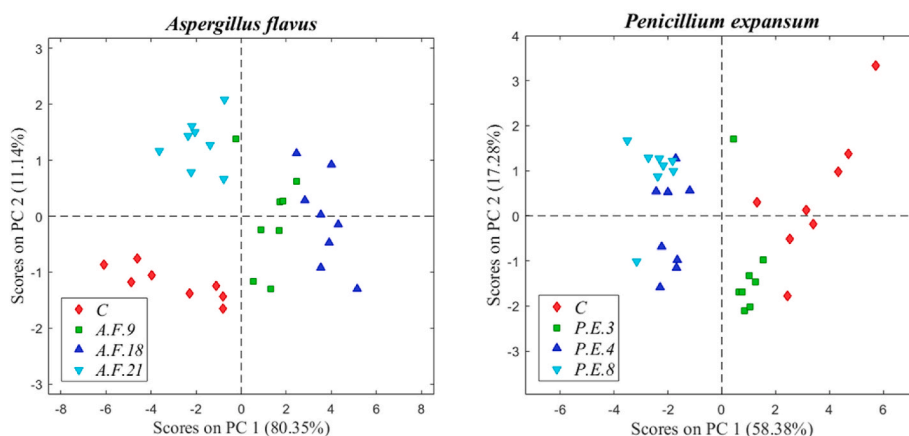 Aspergillus flavus
Scores on PC 2 (11.14%)
3
2
1
0
-1
-2
-3
-8
-6
-4
-2
0
2
4
6
8
Scores on PC 1 (80.35%)
C
A.F.9
A.F.18
A.F.21
Penicillium expansum
Scores on PC 2 (17.28%)
4
3
2
1
0
-1
-2
-3
-6
-4
-2
0
2
4
6
Scores on PC 1 (58.38%)
C
P.E.3
P.E.4
P.E.8